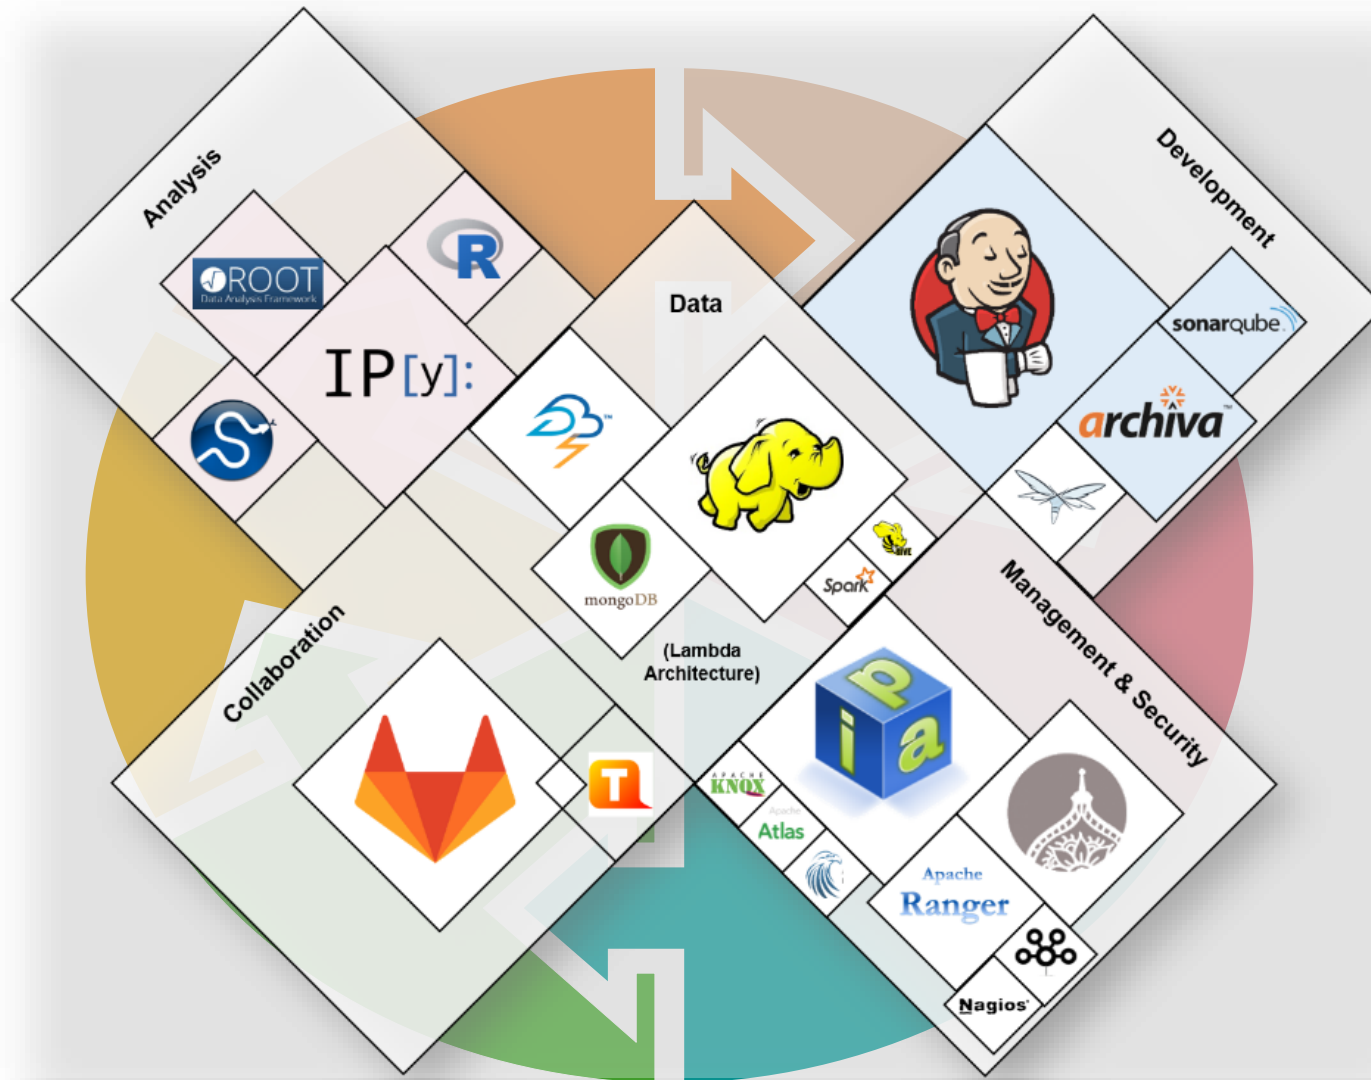 Analysis
ROOT
Data Analysis Framework
R
IP[y]:
S
Data
mongoDB
HIVE
Spark
(Lambda
Architecture)
Development
sonarqube
archiva™
Collaboration
T
Management & Security
p
i
a
APACHE
KNOX
Apache
Atlas
Apache
Ranger
Nagios®